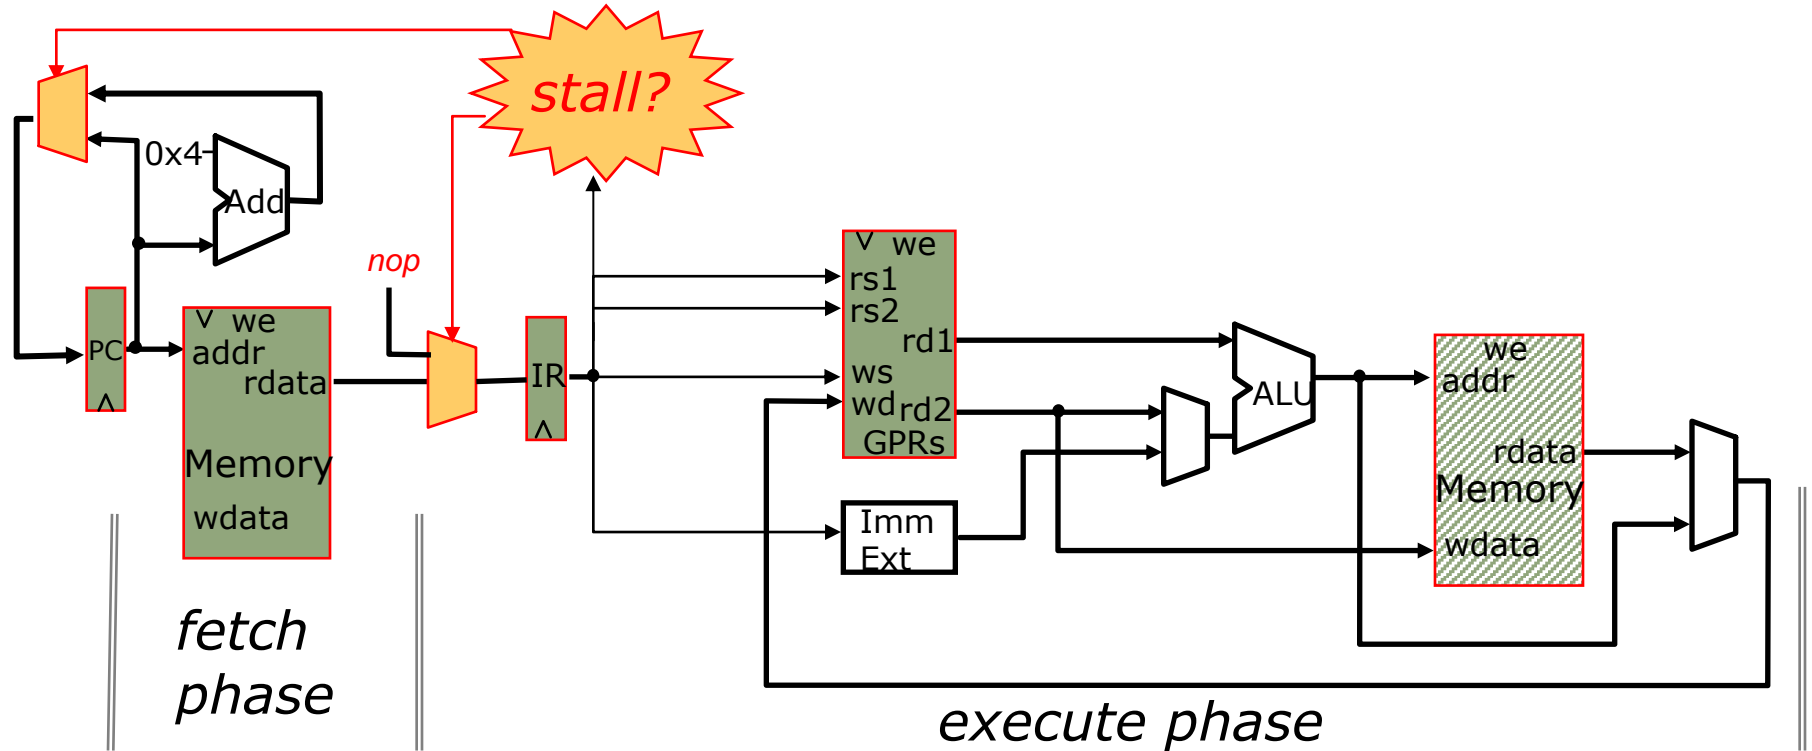 stall?
0x4
Add
nop
PC
we
addr
rdata
Memory
wdata
IR
we
rs1
rs2
rd1
ws
wd
rd2
GPRs
Imm
Ext
ALU
we
addr
rdata
Memory
wdata
fetch
phase
execute phase